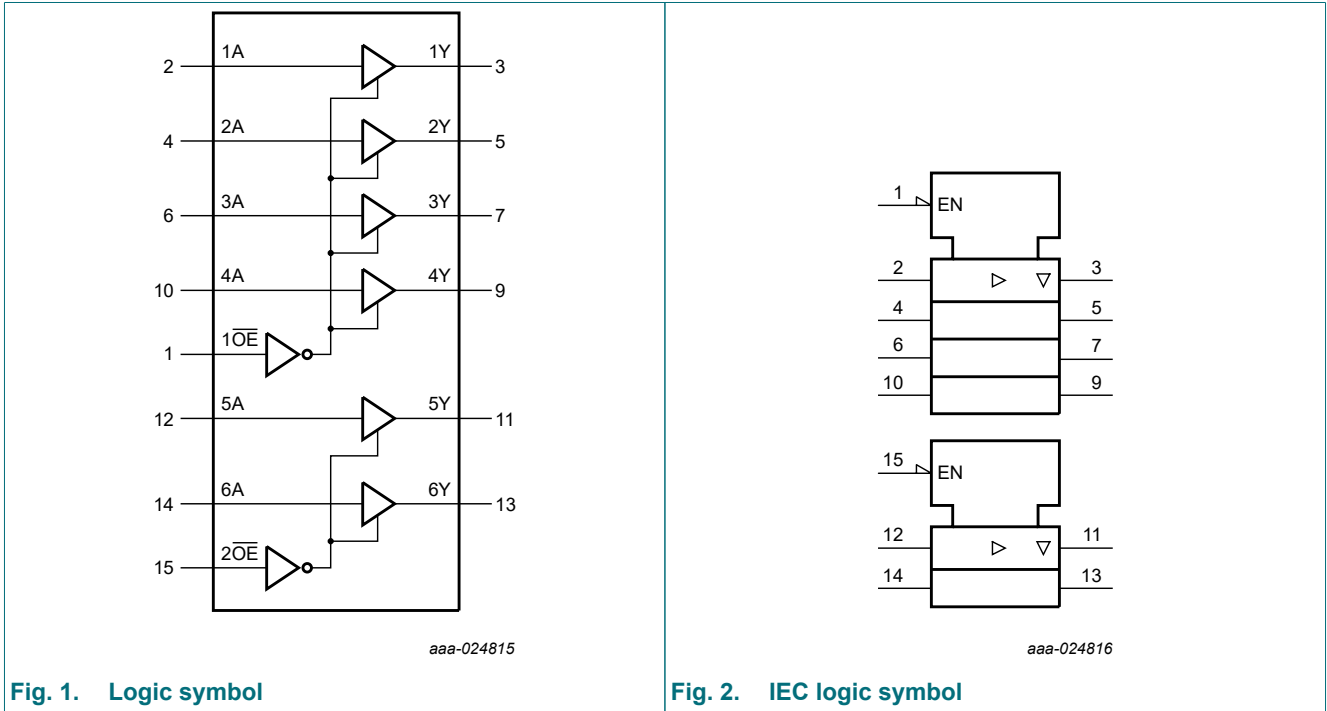 1A 1Y
2 3
2A 2Y
4 5
3A 3Y
6 7
4A 4Y
10 9
1O̅E̅
1
5A 5Y
12 11
6A 6Y
14 13
2O̅E̅
15
aaa-024815
Fig. 1. Logic symbol
1 EN
2 3
4 5
6 7
10 9
15 EN
12 11
14 13
aaa-024816
Fig. 2. IEC logic symbol